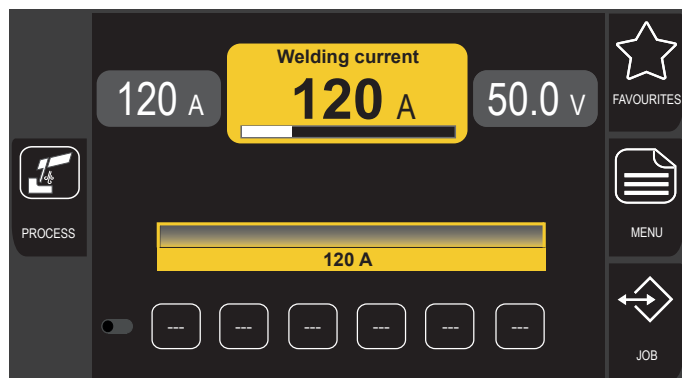 Welding current
120 A
120 A
50.0 V
FAVOURITES
PROCESS
MENU
120 A
--- --- --- --- --- ---
JOB